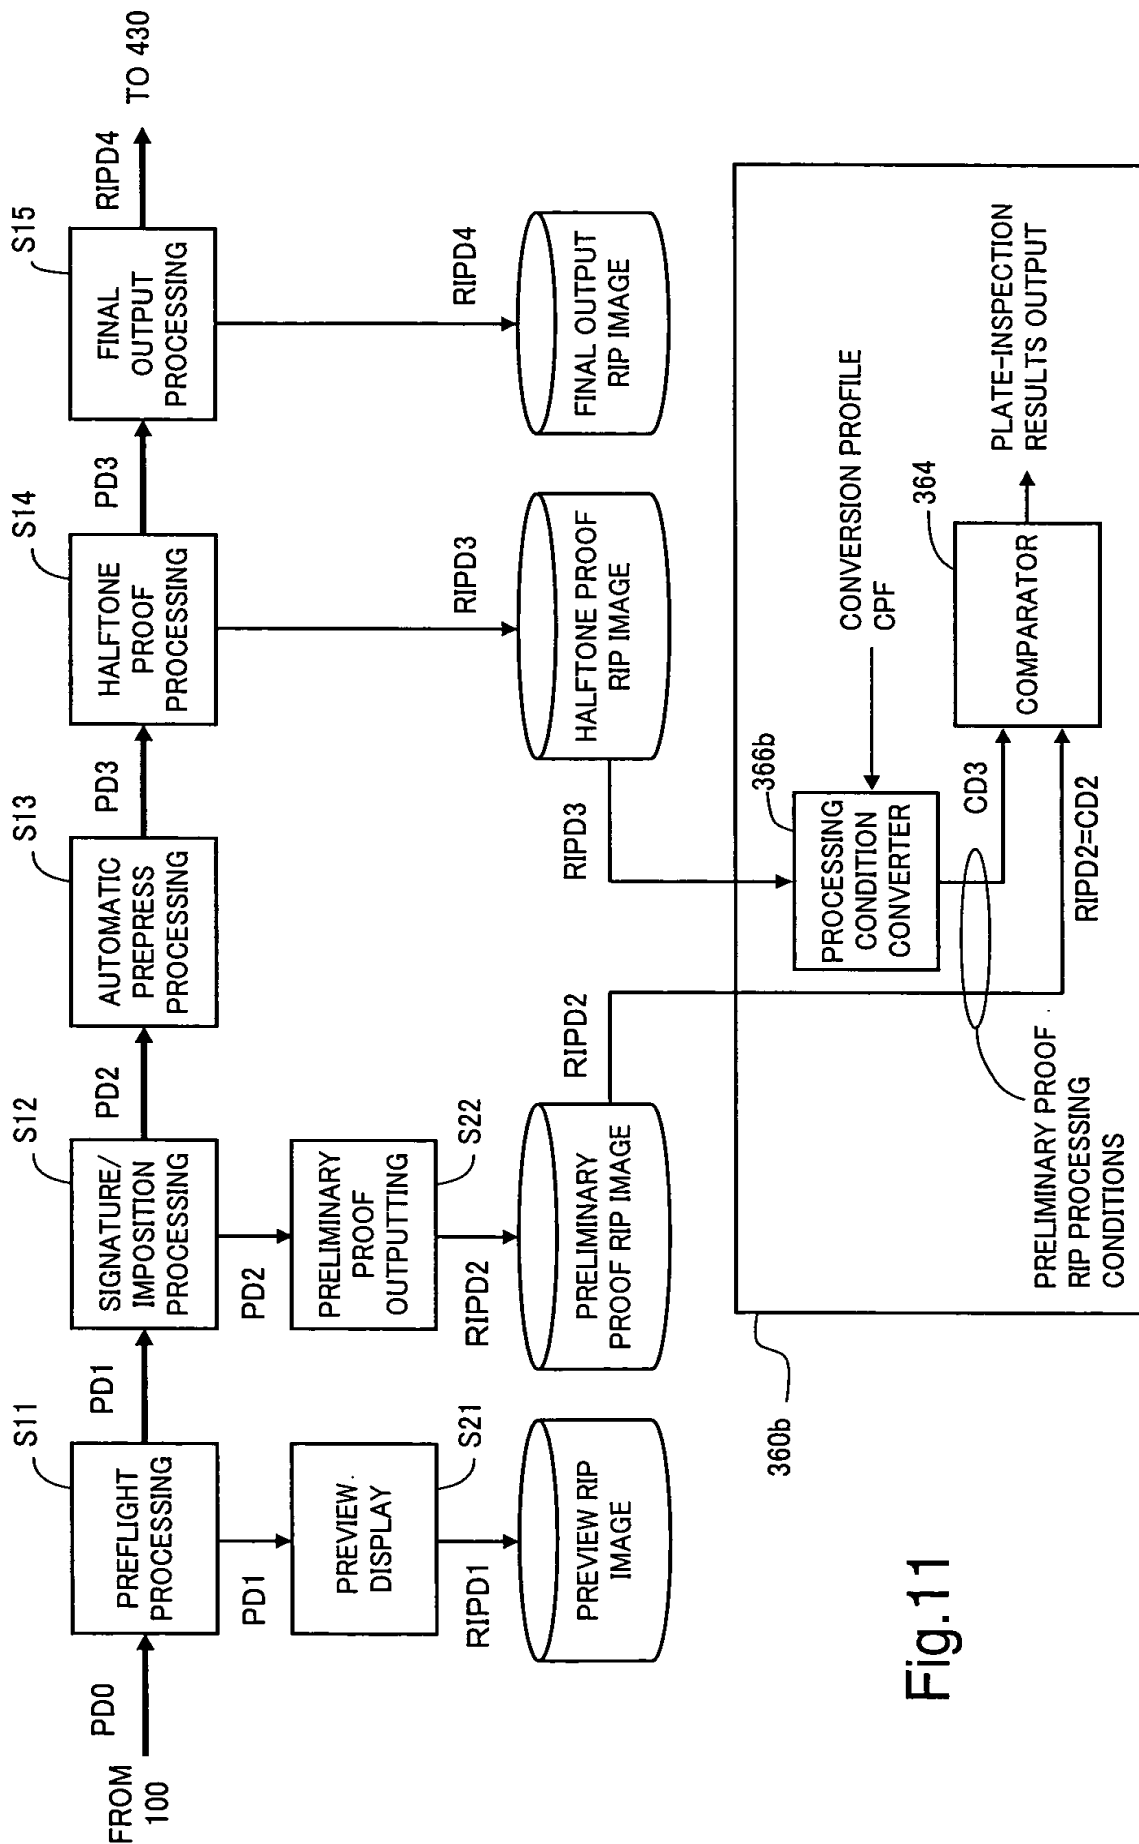 FROM
100
PD0
S11
PREFLIGHT
PROCESSING
PD1
S12
SIGNATURE/
IMPOSITION
PROCESSING
PD2
S13
AUTOMATIC
PREPRESS
PROCESSING
PD3
S14
HALFTONE
PROOF
PROCESSING
PD3
S15
FINAL
OUTPUT
PROCESSING
RIPD4
TO 430
PD1
PREVIEW
DISPLAY
S21
RIPD1
PREVIEW RIP
IMAGE
PD2
PRELIMINARY
PROOF
OUTPUTTING
S22
RIPD2
PRELIMINARY
PROOF RIP IMAGE
RIPD3
HALFTONE PROOF
RIP IMAGE
RIPD4
FINAL OUTPUT
RIP IMAGE
RIPD2
RIPD3
360b
366b
PROCESSING
CONDITION
CONVERTER
CONVERSION PROFILE
CPF
CD3
RIPD2=CD2
PRELIMINARY PROOF
RIP PROCESSING
CONDITIONS
364
COMPARATOR
PLATE-INSPECTION
RESULTS OUTPUT
Fig.11